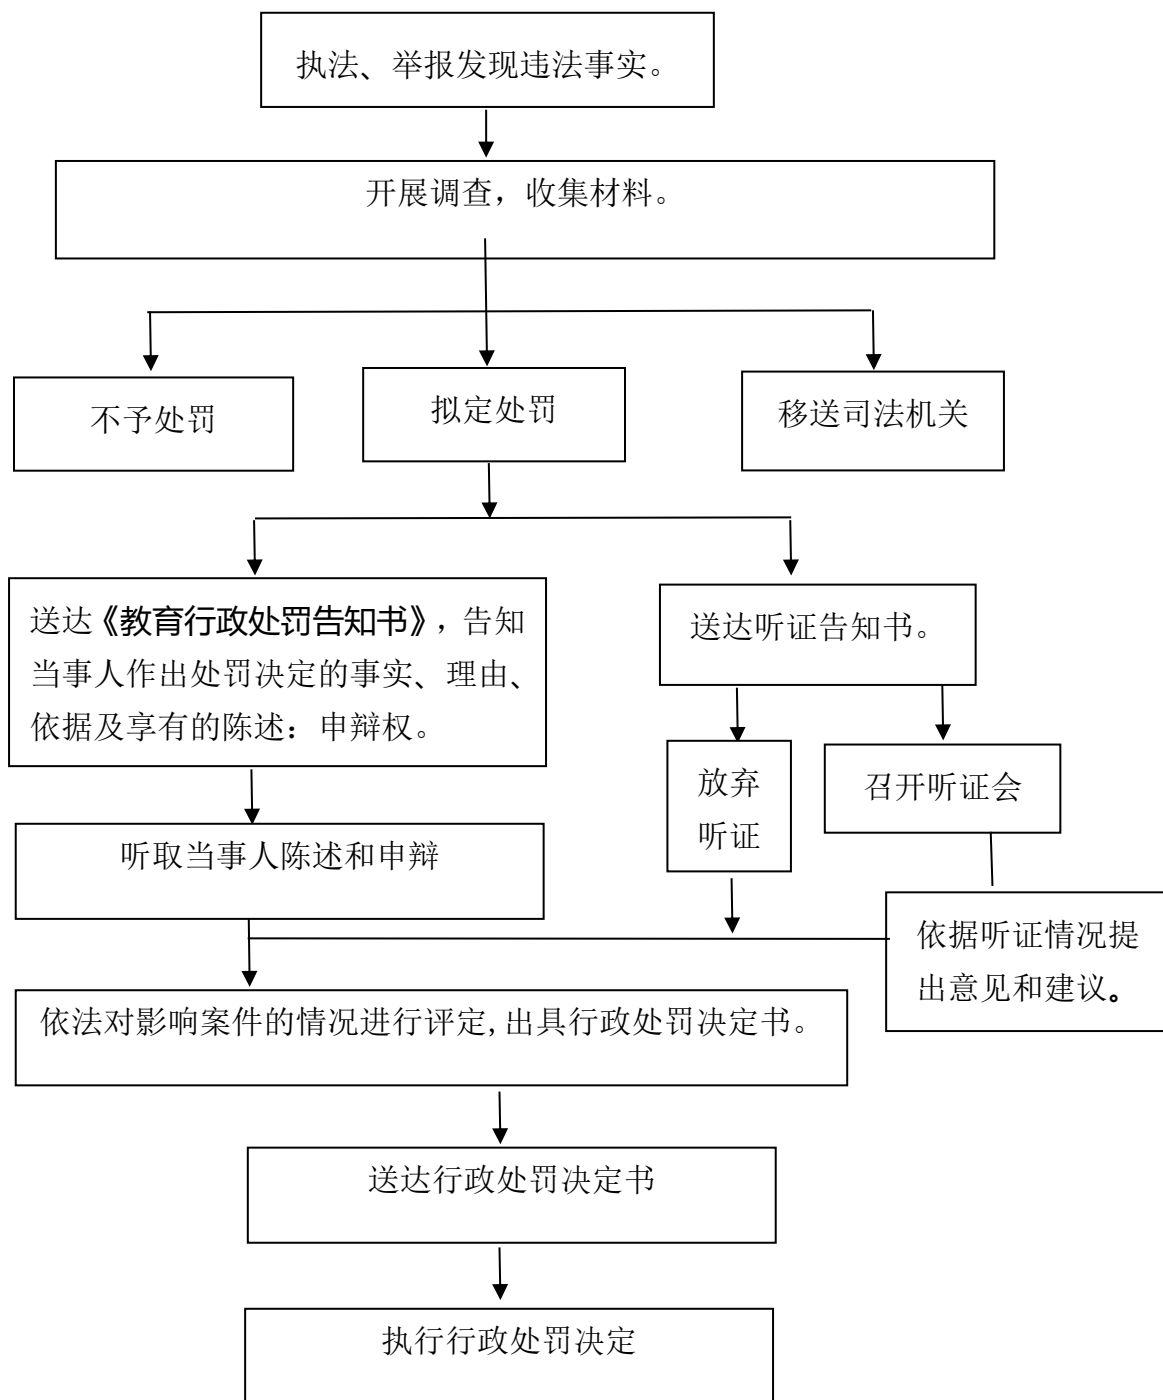 执法、举报发现违法事实。
开展调查，收集材料。
不予处罚
拟定处罚
移送司法机关
送达《教育行政处罚告知书》，告知
当事人作出处罚决定的事实、理由、
依据及享有的陈述：申辩权。
送达听证告知书。
放弃
听证
召开听证会
听取当事人陈述和申辩
依据听证情况提
出意见和建议。
依法对影响案件的情况进行评定,出具行政处罚决定书。
送达行政处罚决定书
执行行政处罚决定